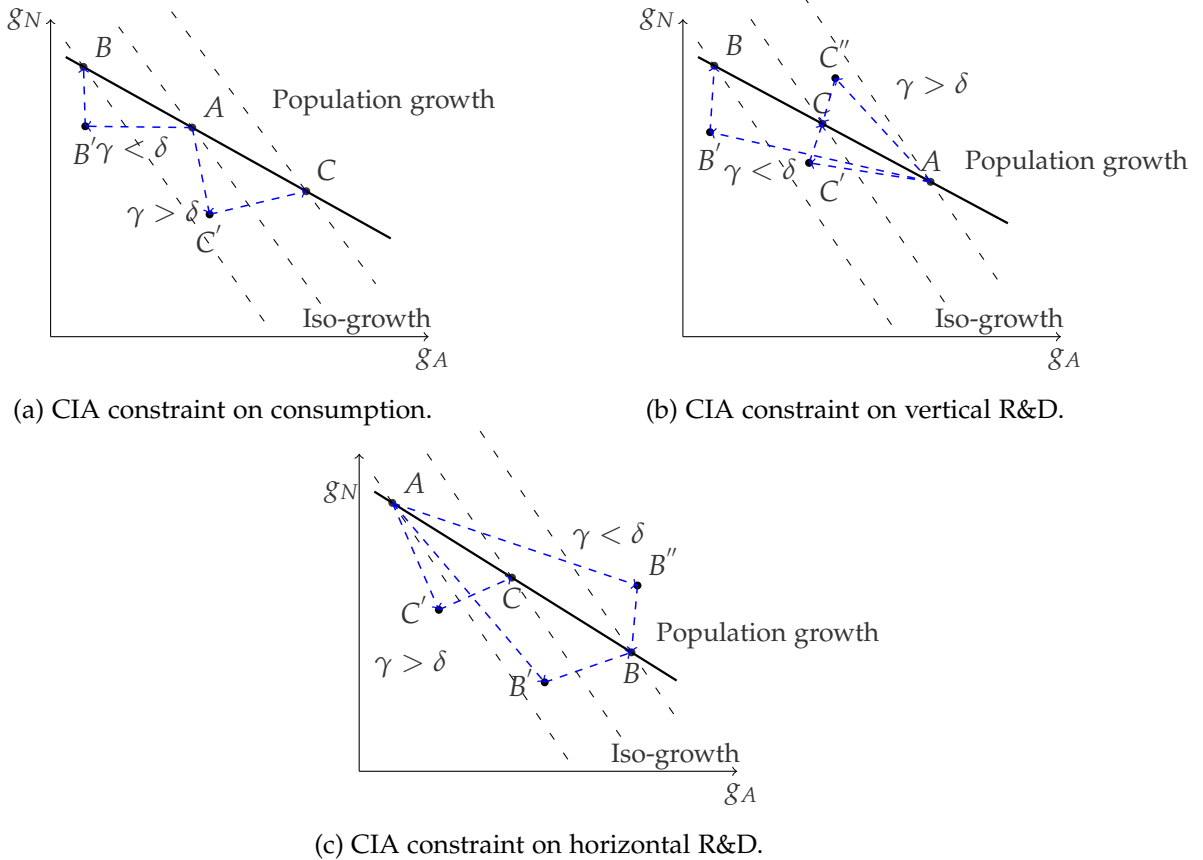 g_N
B
A
Population growth
B′
γ < δ
C
γ > δ
C′
Iso-growth
g_A
(a) CIA constraint on consumption.
g_N
B
C″
γ > δ
C
B′
A
Population growth
γ < δ
C′
Iso-growth
g_A
(b) CIA constraint on vertical R&D.
g_N
A
γ < δ
B″
C
C′
Population growth
γ > δ
B′
B
Iso-growth
g_A
(c) CIA constraint on horizontal R&D.